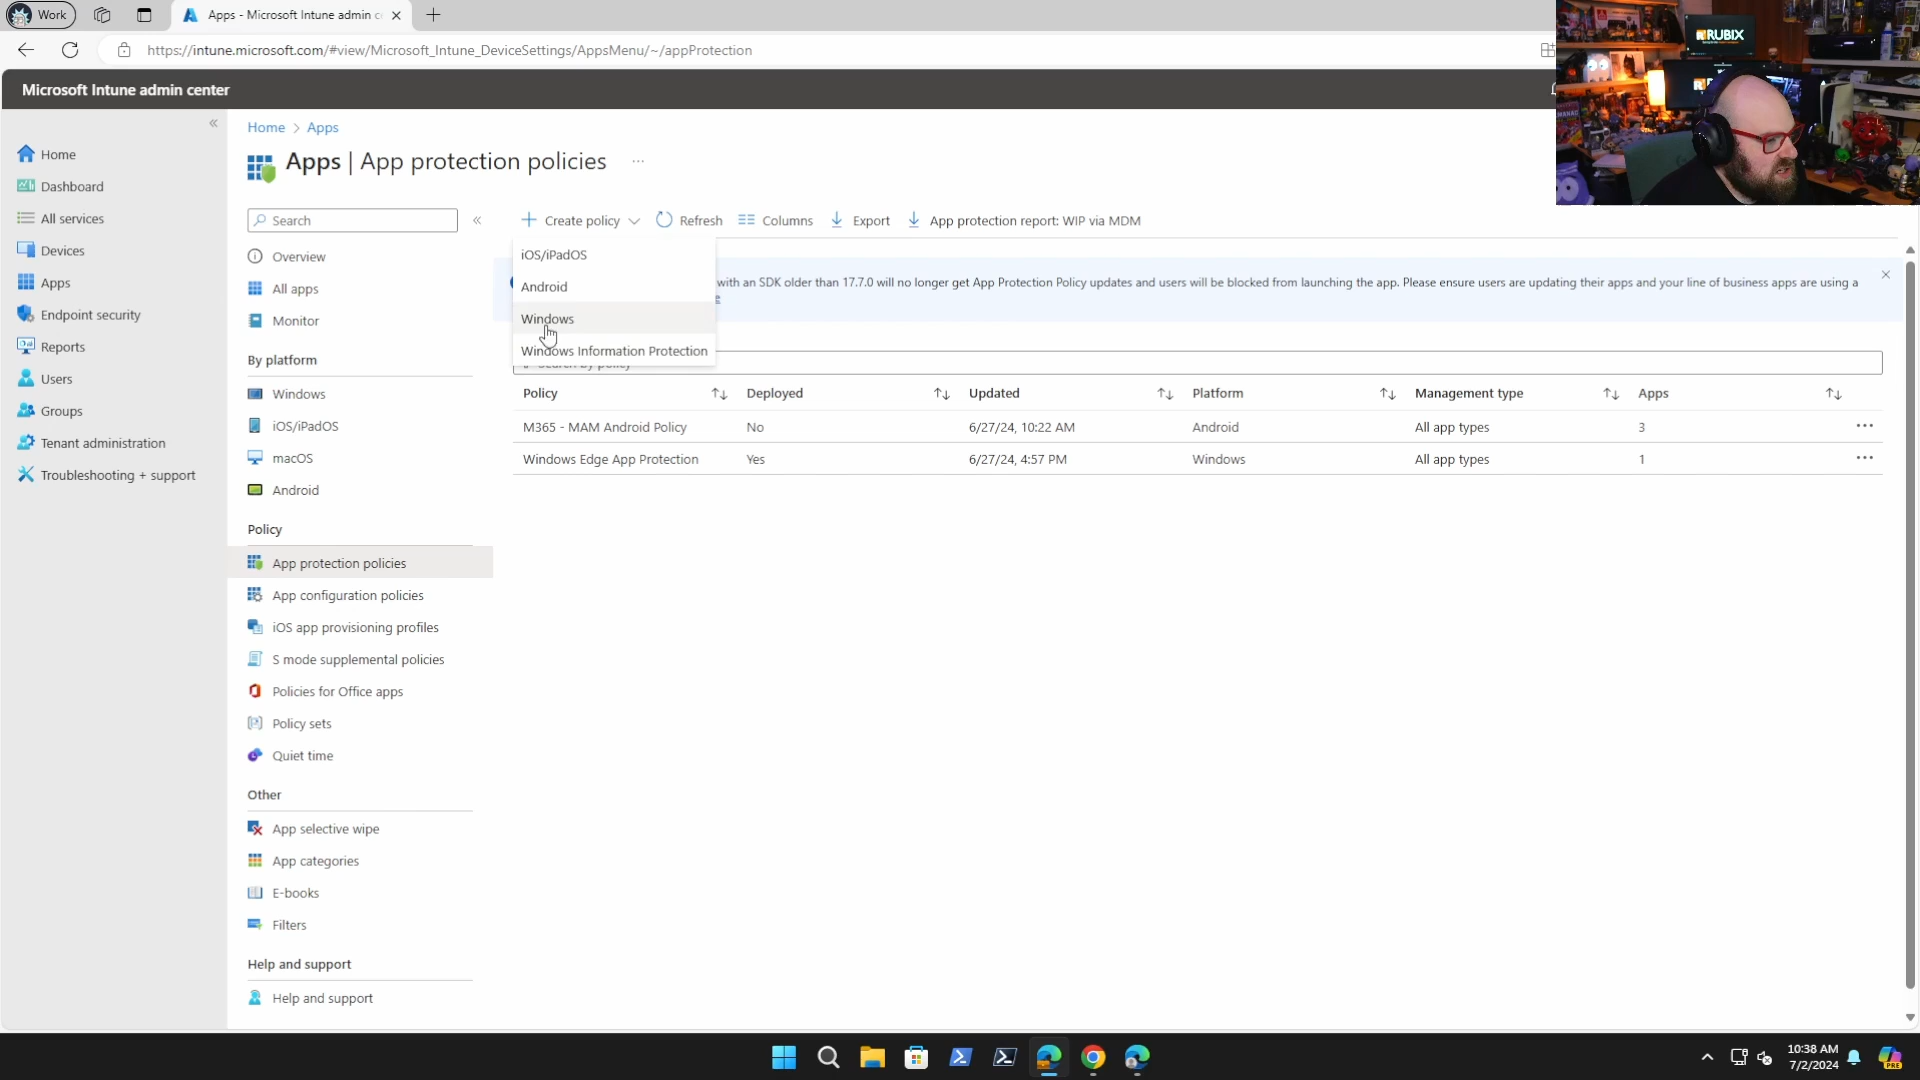 Work
Apps - Microsoft Intune admin c
https://intune.microsoft.com/#view/Microsoft_Intune_DeviceSettings/AppsMenu/~/appProtection
RUBIX
Microsoft Intune admin center
Home > Apps
Apps | App protection policies
Home
Dashboard
All services
Devices
Apps
Endpoint security
Reports
Users
Groups
Tenant administration
Troubleshooting + support
Search
Overview
All apps
Monitor
By platform
Windows
iOS/iPadOS
macOS
Android
Policy
App protection policies
App configuration policies
iOS app provisioning profiles
S mode supplemental policies
Policies for Office apps
Policy sets
Quiet time
Other
App selective wipe
App categories
E-books
Filters
Help and support
Help and support
Create policy Refresh Columns Export App protection report: WIP via MDM
iOS/iPadOS
Android
Windows
Windows Information Protection
with an SDK older than 17.7.0 will no longer get App Protection Policy updates and users will be blocked from launching the app. Please ensure users are updating their apps and your line of business apps are using a
Search by policy
Policy Deployed Updated Platform Management type Apps
M365 - MAM Android Policy No 6/27/24, 10:22 AM Android All app types 3
Windows Edge App Protection Yes 6/27/24, 4:57 PM Windows All app types 1
10:38 AM
7/2/2024
PRE